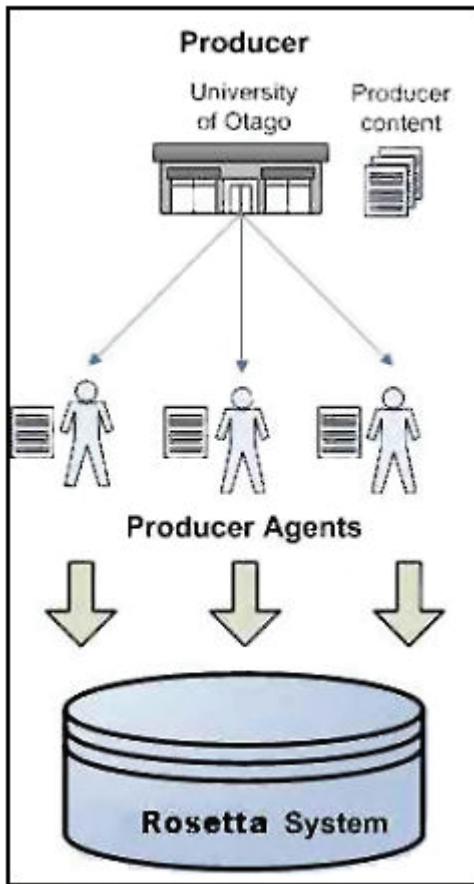 Producer
University
of Otago
Producer
content
Producer Agents
Rosetta System